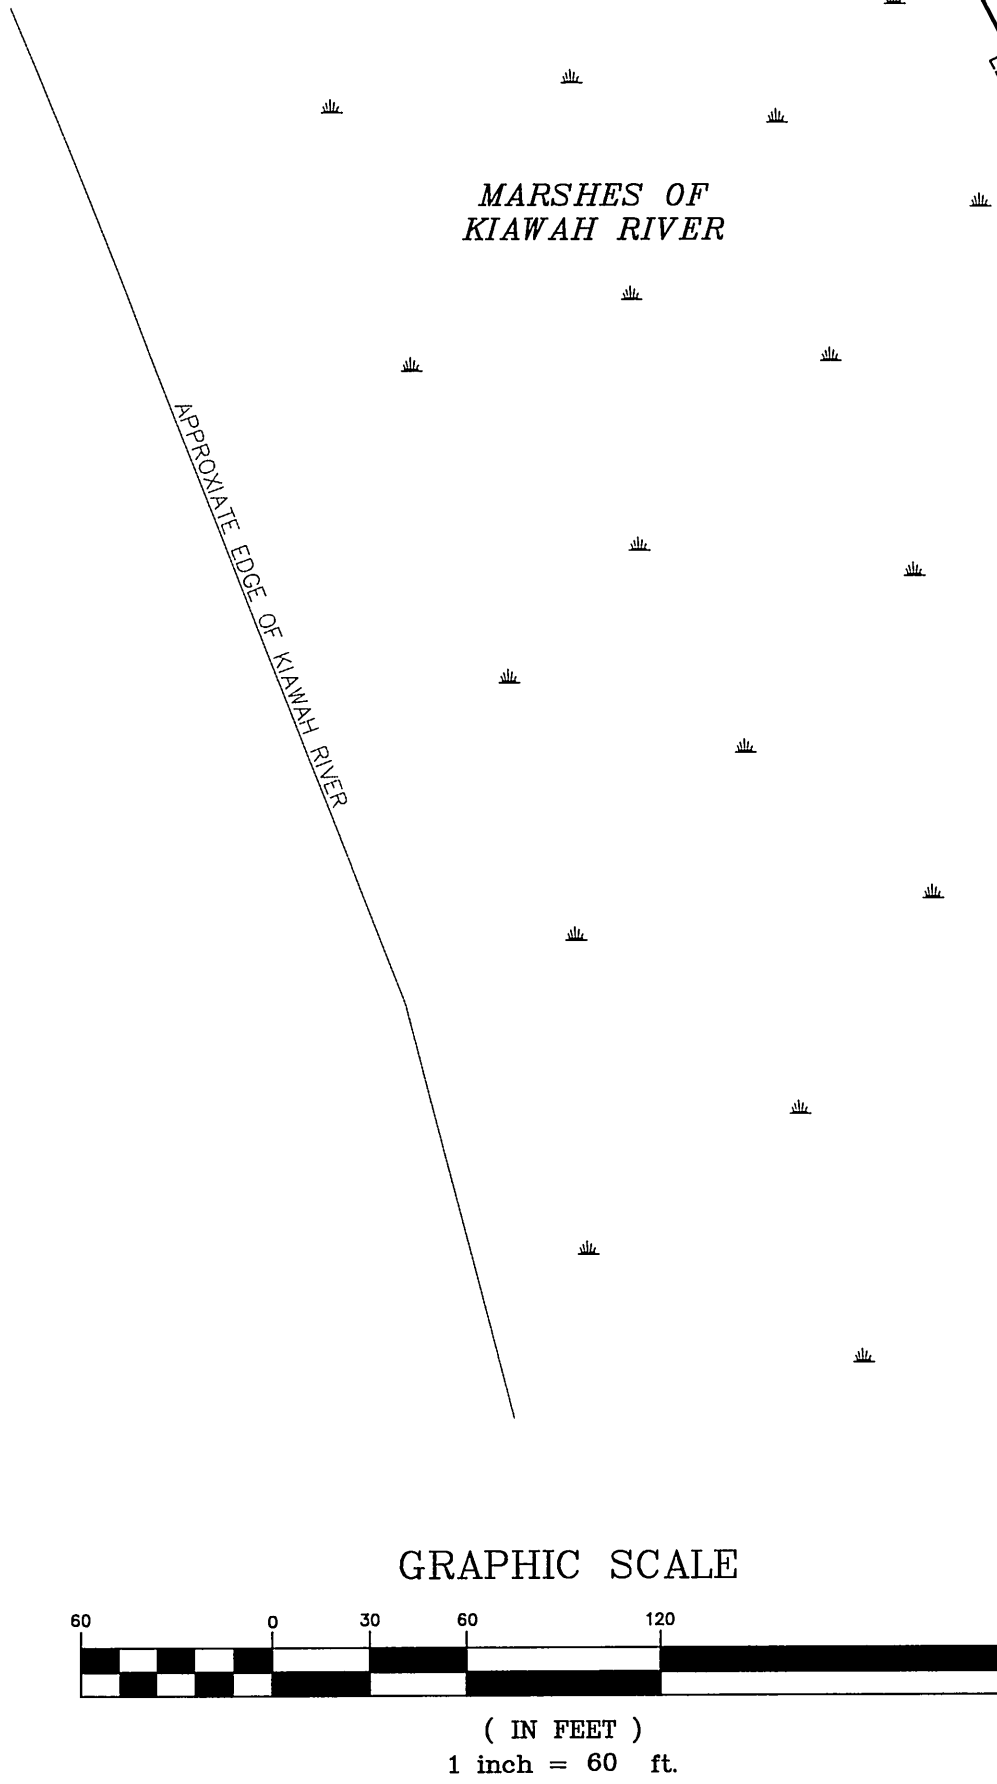 MARSHES OF
KIAWAH RIVER
APPROXIATE EDGE OF KIAWAH RIVER
GRAPHIC SCALE
60 0 30 60 120
( IN FEET )
1 inch = 60 ft.